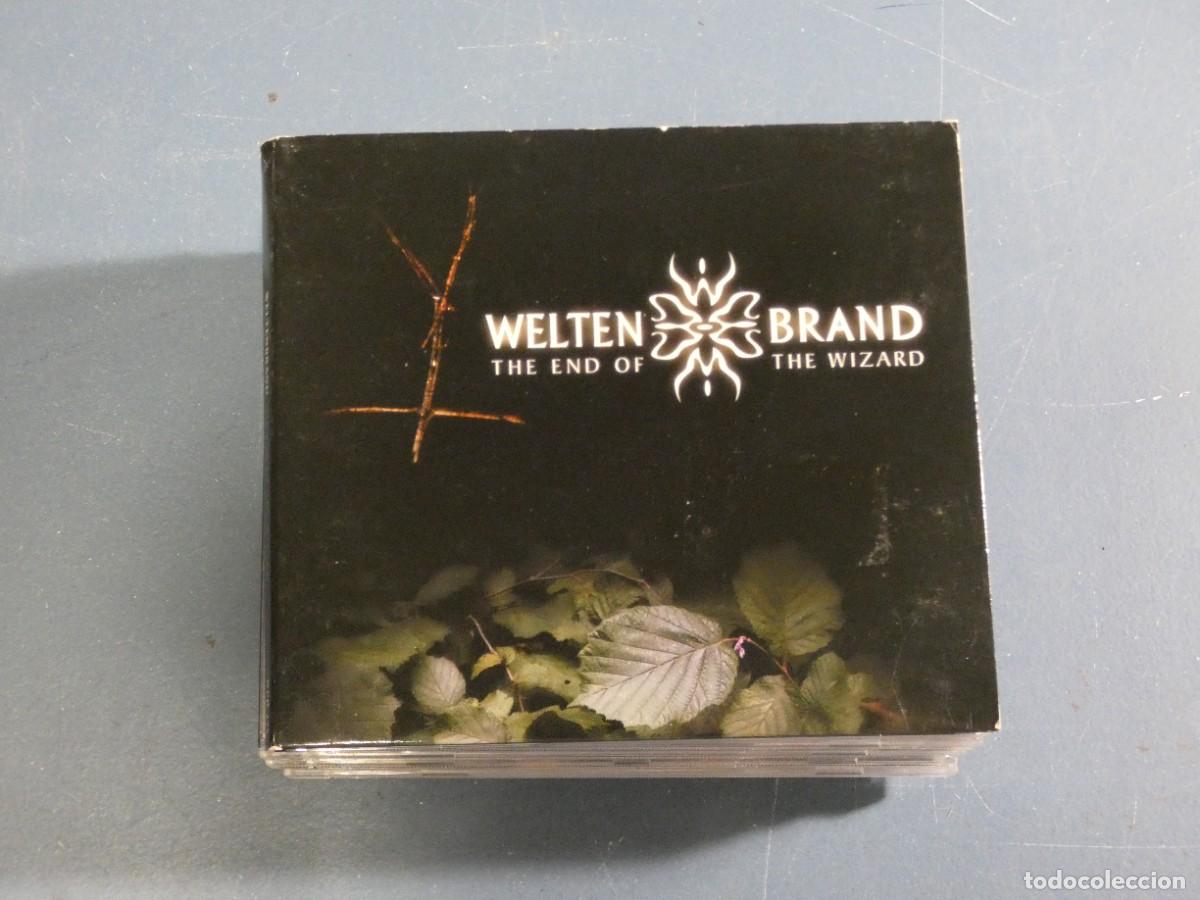 WELTEN BRAND
THE END OF THE WIZARD
todocoleccion